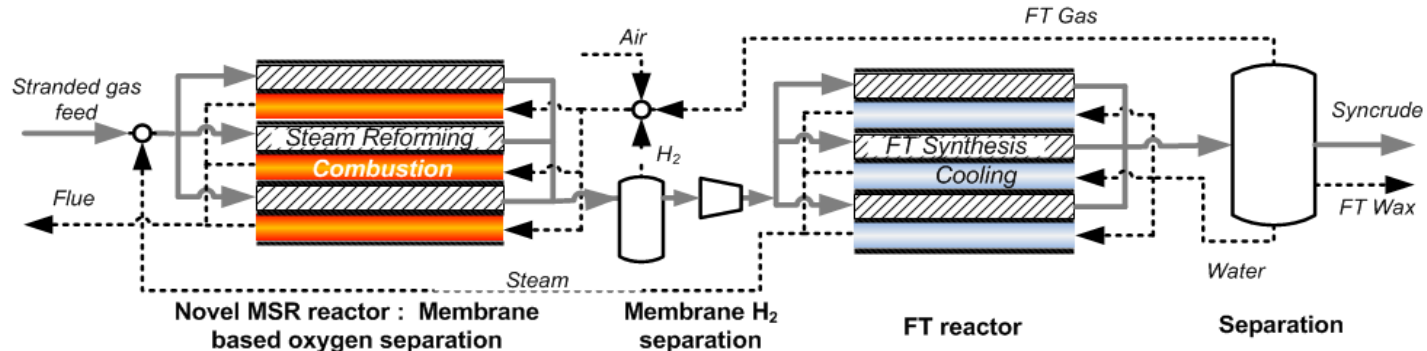 FT Gas
Air
Stranded gas
feed
Steam Reforming
Combustion
Flue
H2
FT Synthesis
Cooling
Syncrude
FT Wax
Water
Steam
Novel MSR reactor : Membrane
based oxygen separation
Membrane H2
separation
FT reactor
Separation